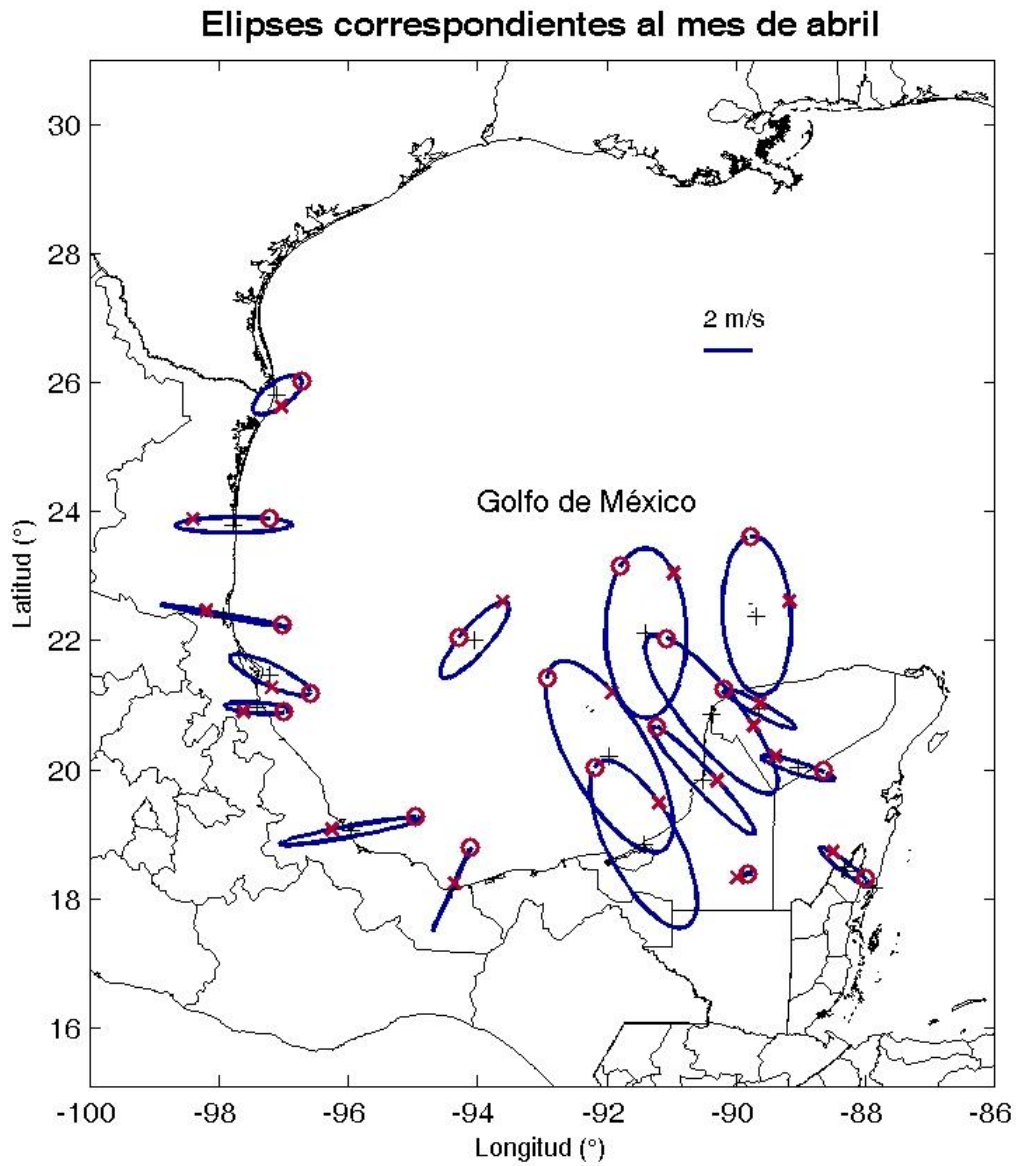 Elipses correspondientes al mes de abril
30
28
2 m/s
26
Golfo de México
24
22
20
18
16
Latitud (°)
-100 -98 -96 -94 -92 -90 -88 -86
Longitud (°)